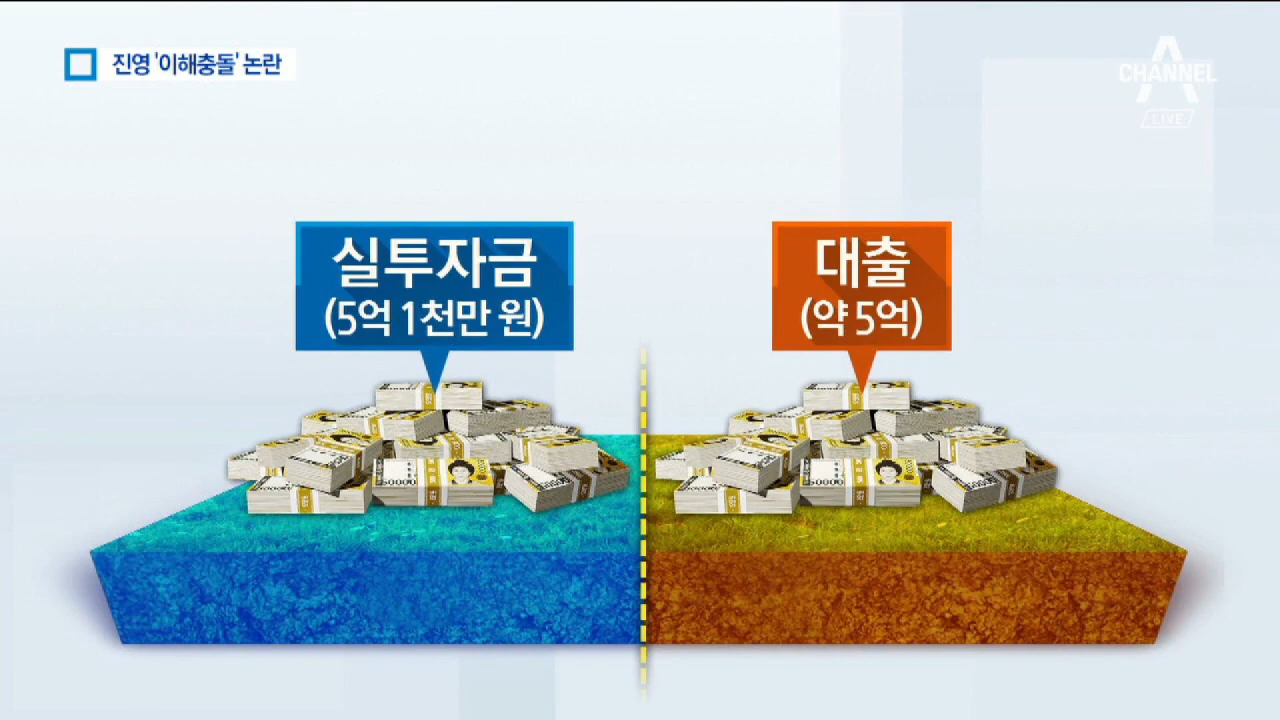 진영 '이해충돌' 논란
CHANNEL A
LIVE
실투자금
(5억 1천만 원)
대출
(약 5억)
50000